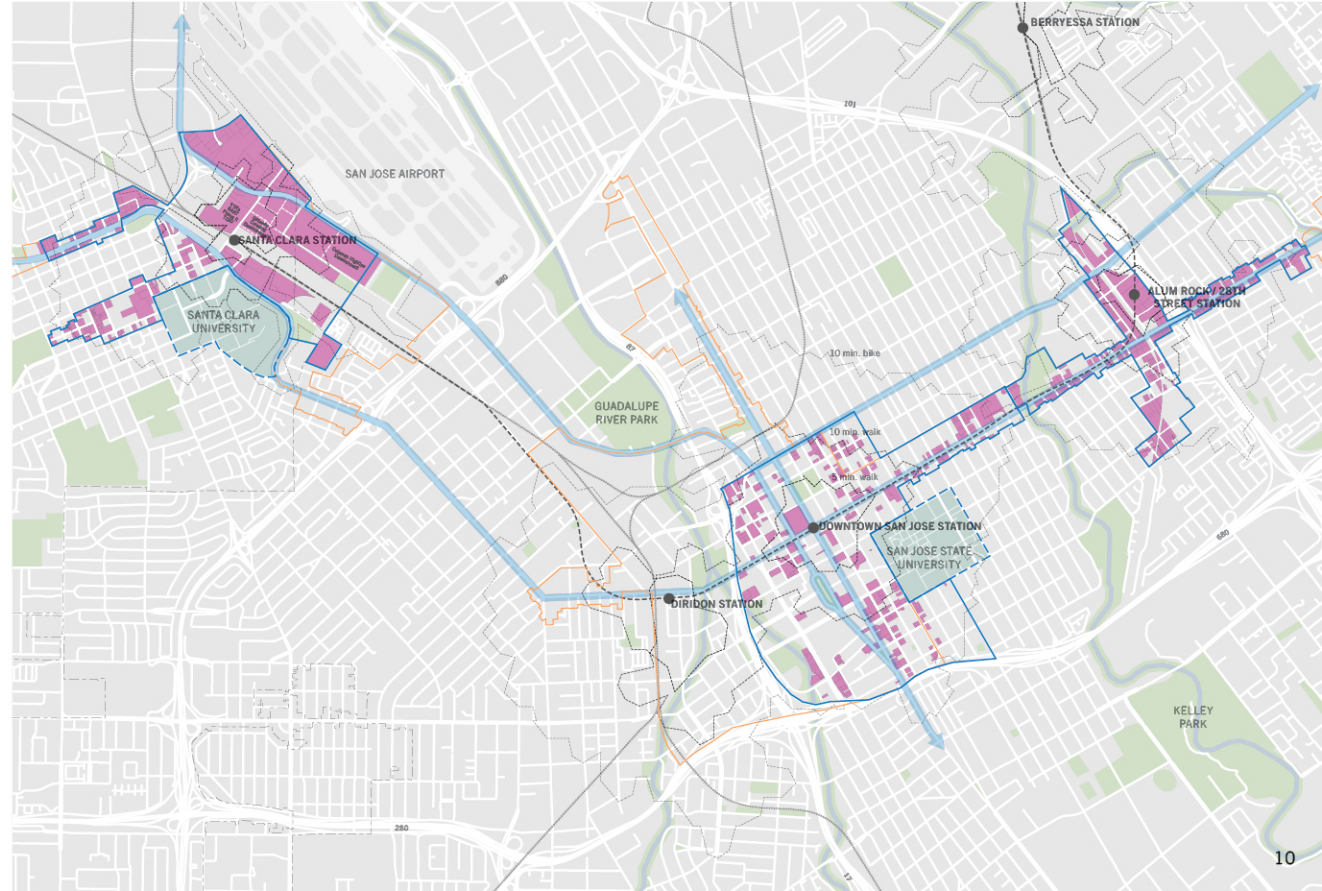 BERRYESSA STATION
101
SAN JOSE AIRPORT
SANTA CLARA STATION
880
ALUM ROCK / 28TH
STREET STATION
SANTA CLARA
UNIVERSITY
87
10 min. bike
GUADALUPE
RIVER PARK
10 min. walk
5 min. walk
DOWNTOWN SAN JOSE STATION
680
SAN JOSE STATE
UNIVERSITY
DIRIDON STATION
KELLEY
PARK
280
10
17